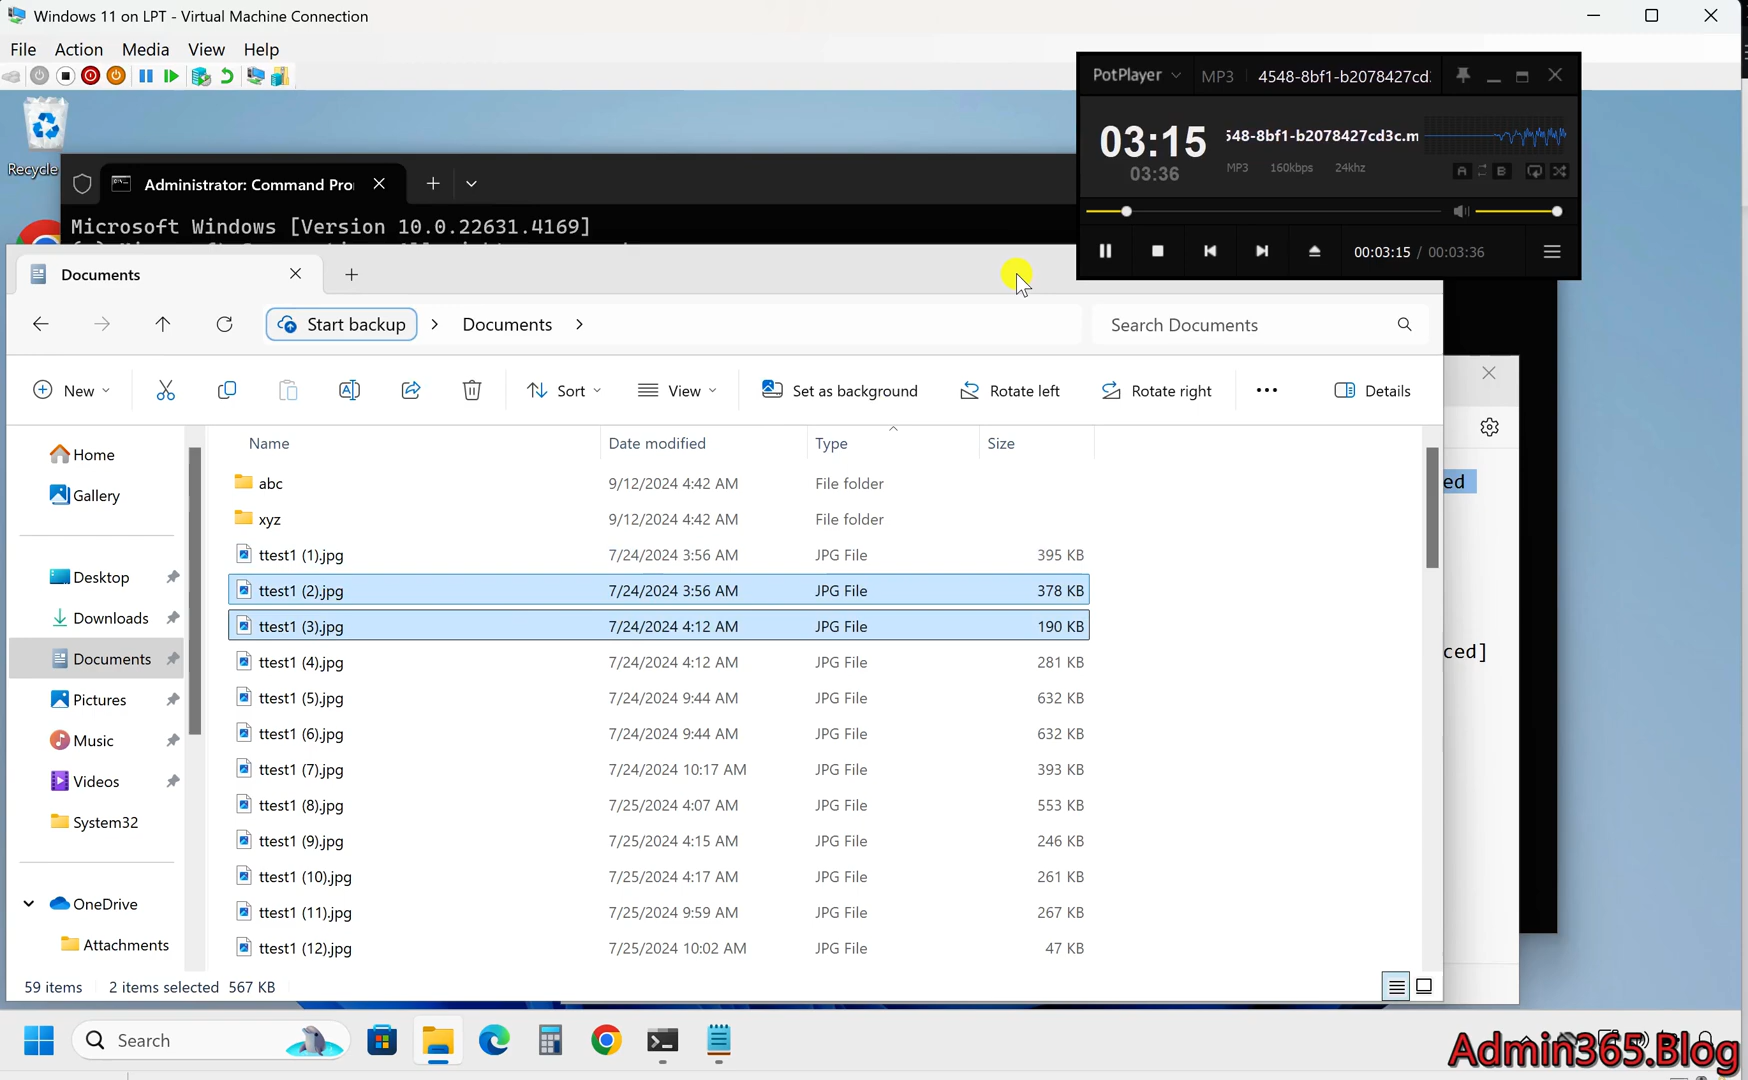 Windows 11 on LPT - Virtual Machine Connection
File Action Media View Help
PotPlayer MP3 4548-8bf1-b2078427cd
03:15 548-8bf1-b2078427cd3c.m
03:36 MP3 160kbps 24khz A B
00:03:15 / 00:03:36
Recycle
Administrator: Command Pro
Microsoft Windows [Version 10.0.22631.4169]
Documents
Start backup Documents Search Documents
New Sort View Set as background Rotate left Rotate right Details
Name Date modified Type Size
Home
Gallery
Desktop
Downloads
Documents
Pictures
Music
Videos
System32
OneDrive
Attachments
abc 9/12/2024 4:42 AM File folder
xyz 9/12/2024 4:42 AM File folder
ttest1 (1).jpg 7/24/2024 3:56 AM JPG File 395 KB
ttest1 (2).jpg 7/24/2024 3:56 AM JPG File 378 KB
ttest1 (3).jpg 7/24/2024 4:12 AM JPG File 190 KB
ttest1 (4).jpg 7/24/2024 4:12 AM JPG File 281 KB
ttest1 (5).jpg 7/24/2024 9:44 AM JPG File 632 KB
ttest1 (6).jpg 7/24/2024 9:44 AM JPG File 632 KB
ttest1 (7).jpg 7/24/2024 10:17 AM JPG File 393 KB
ttest1 (8).jpg 7/25/2024 4:07 AM JPG File 553 KB
ttest1 (9).jpg 7/25/2024 4:15 AM JPG File 246 KB
ttest1 (10).jpg 7/25/2024 4:17 AM JPG File 261 KB
ttest1 (11).jpg 7/25/2024 9:59 AM JPG File 267 KB
ttest1 (12).jpg 7/25/2024 10:02 AM JPG File 47 KB
ed
ced]
59 items 2 items selected 567 KB
Search
Admin365.Blog